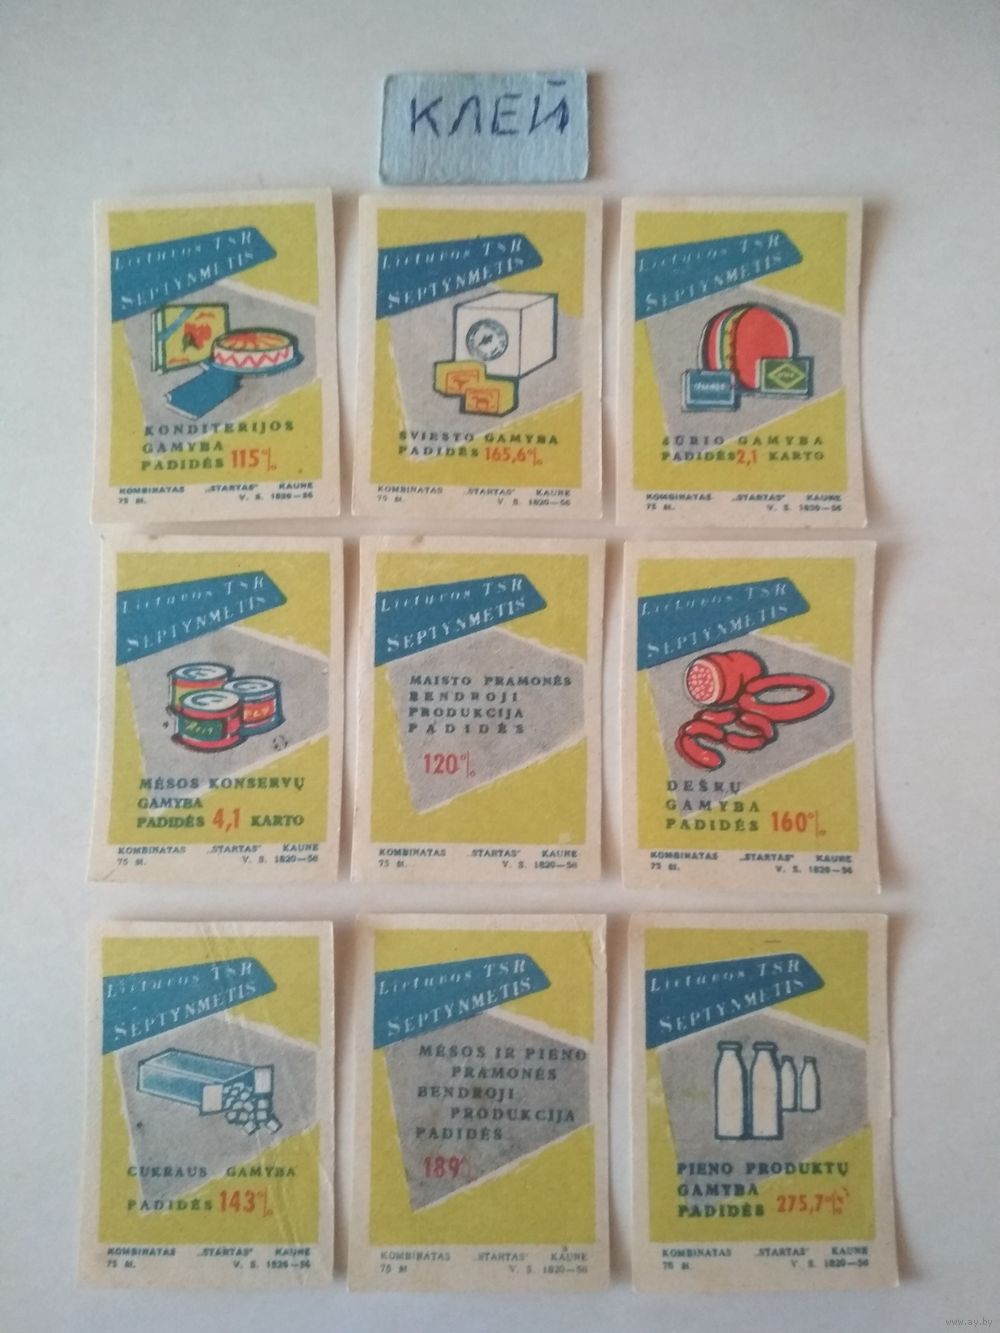 КЛЕЙ
Lietuvos TSR
SEPTYNMETIS
KONDITERIJOS
GAMYBA
PADIDĖS 115%
KOMBINATAS „STARTAS" KAUNE
75 št. V. S. 1820—56
Lietuvos TSR
SEPTYNMETIS
SVIESTO GAMYBA
PADIDĖS 165,6%
KOMBINATAS „STARTAS" KAUNE
75 št. V. S. 1820—56
Lietuvos TSR
SEPTYNMETIS
SŪRIO GAMYBA
PADIDĖS 2,1 KARTO
KOMBINATAS „STARTAS" KAUNE
75 št. V. S. 1820—56
Lietuvos TSR
SEPTYNMETIS
MĖSOS KONSERVŲ
GAMYBA
PADIDĖS 4,1 KARTO
KOMBINATAS „STARTAS" KAUNE
75 št. V. S. 1820—56
Lietuvos TSR
SEPTYNMETIS
MAISTO PRAMONĖS
BENDROJI
PRODUKCIJA
PADIDĖS
120%
KOMBINATAS „STARTAS" KAUNE
75 št. V. S. 1820—56
Lietuvos TSR
SEPTYNMETIS
DEŠRŲ
GAMYBA
PADIDĖS 160%
KOMBINATAS „STARTAS" KAUNE
75 št. V. S. 1820—56
Lietuvos TSR
SEPTYNMETIS
CUKRAUS GAMYBA
PADIDĖS 143%
KOMBINATAS „STARTAS" KAUNE
75 št. V. S. 1820—56
Lietuvos TSR
SEPTYNMETIS
MĖSOS IR PIENO
PRAMONĖS
BENDROJI
PRODUKCIJA
PADIDĖS
189%
KOMBINATAS „STARTAS" KAUNE
75 št. V. S. 1820—56
Lietuvos TSR
SEPTYNMETIS
PIENO PRODUKTŲ
GAMYBA
PADIDĖS 275,7%
KOMBINATAS „STARTAS" KAUNE
75 št. V. S. 1820—56
www.ay.by